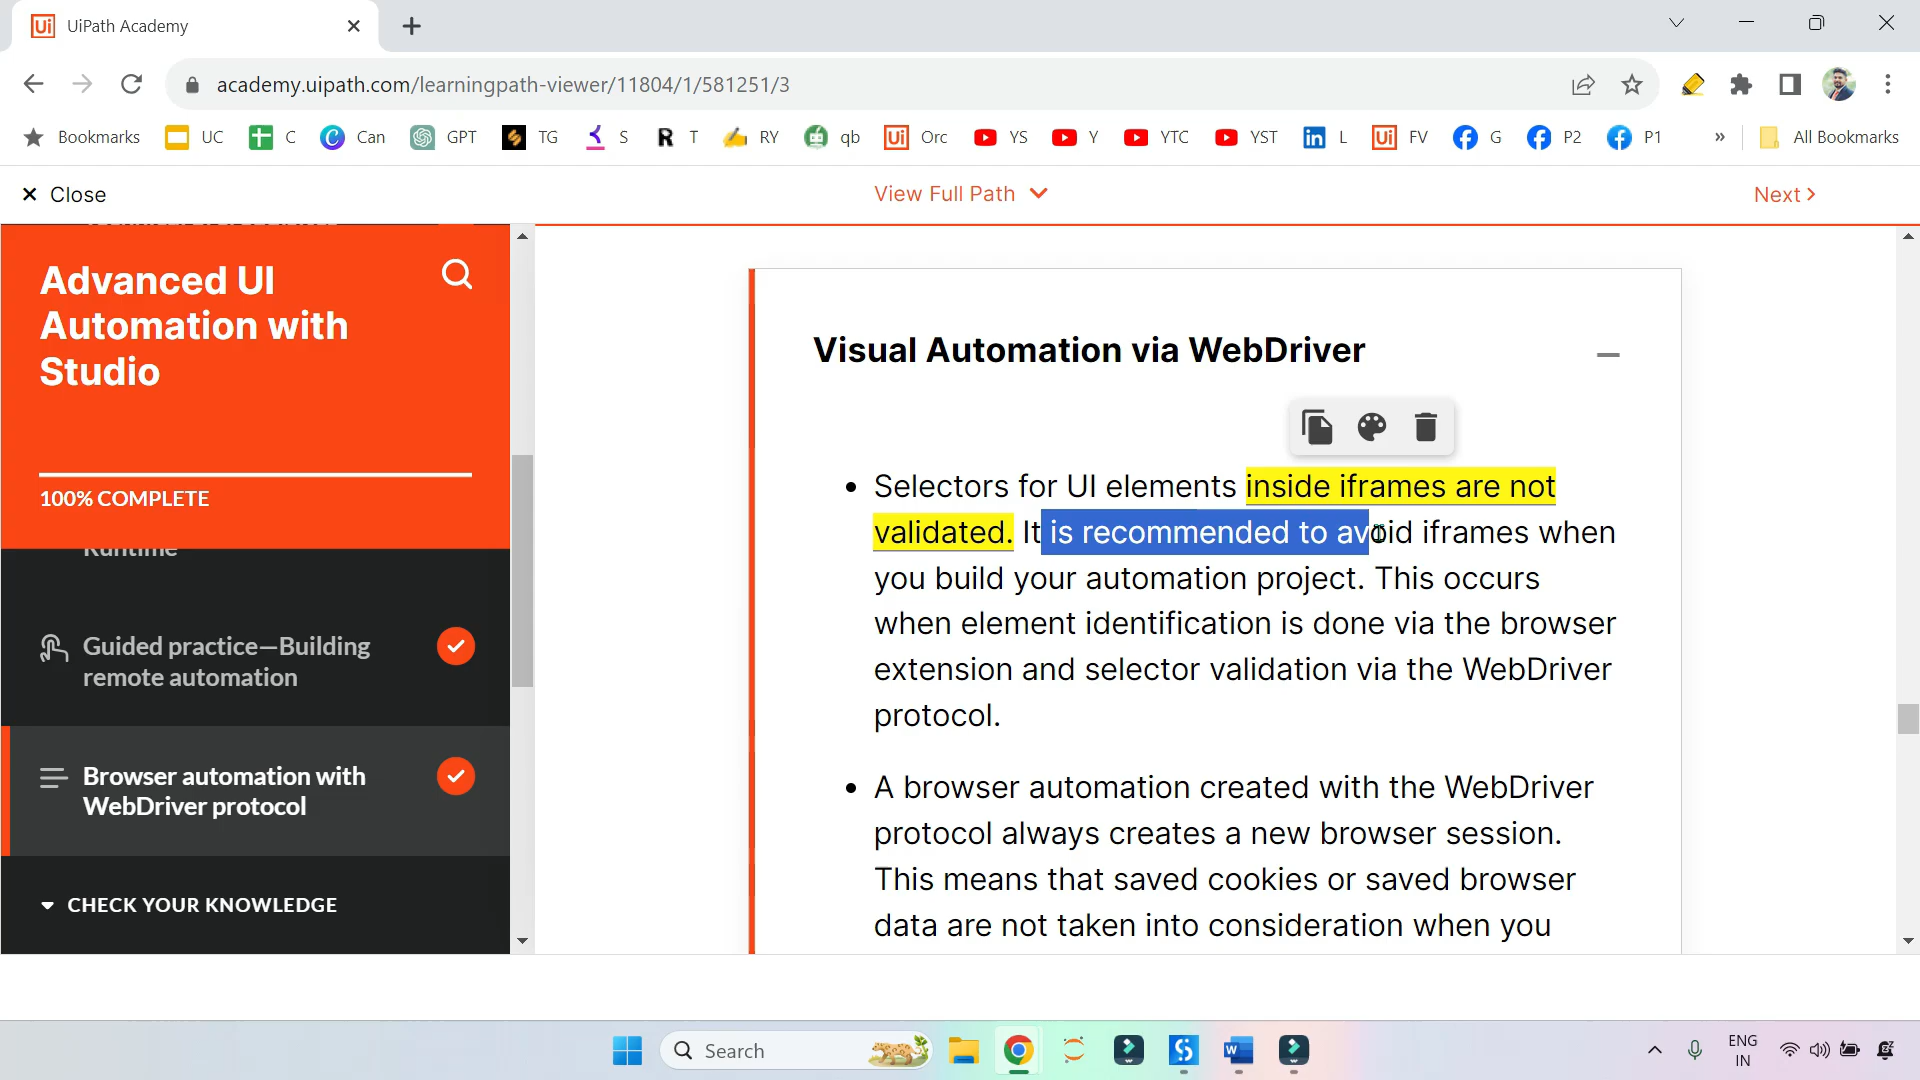 Ui UiPath Academy
academy.uipath.com/learningpath-viewer/11804/1/581251/3
Bookmarks UC C Can GPT TG S R T RY qb Ui Orc YS Y YTC YST in L Ui FV G P2 P1 » All Bookmarks
Close
View Full Path
Next
Advanced UI
Automation with
Studio
100% COMPLETE
Runtime
Guided practice—Building
remote automation
Browser automation with
WebDriver protocol
CHECK YOUR KNOWLEDGE
Visual Automation via WebDriver
• Selectors for UI elements inside iframes are not
validated. It is recommended to avoid iframes when
you build your automation project. This occurs
when element identification is done via the browser
extension and selector validation via the WebDriver
protocol.
• A browser automation created with the WebDriver
protocol always creates a new browser session.
This means that saved cookies or saved browser
data are not taken into consideration when you
Search
ENG
IN